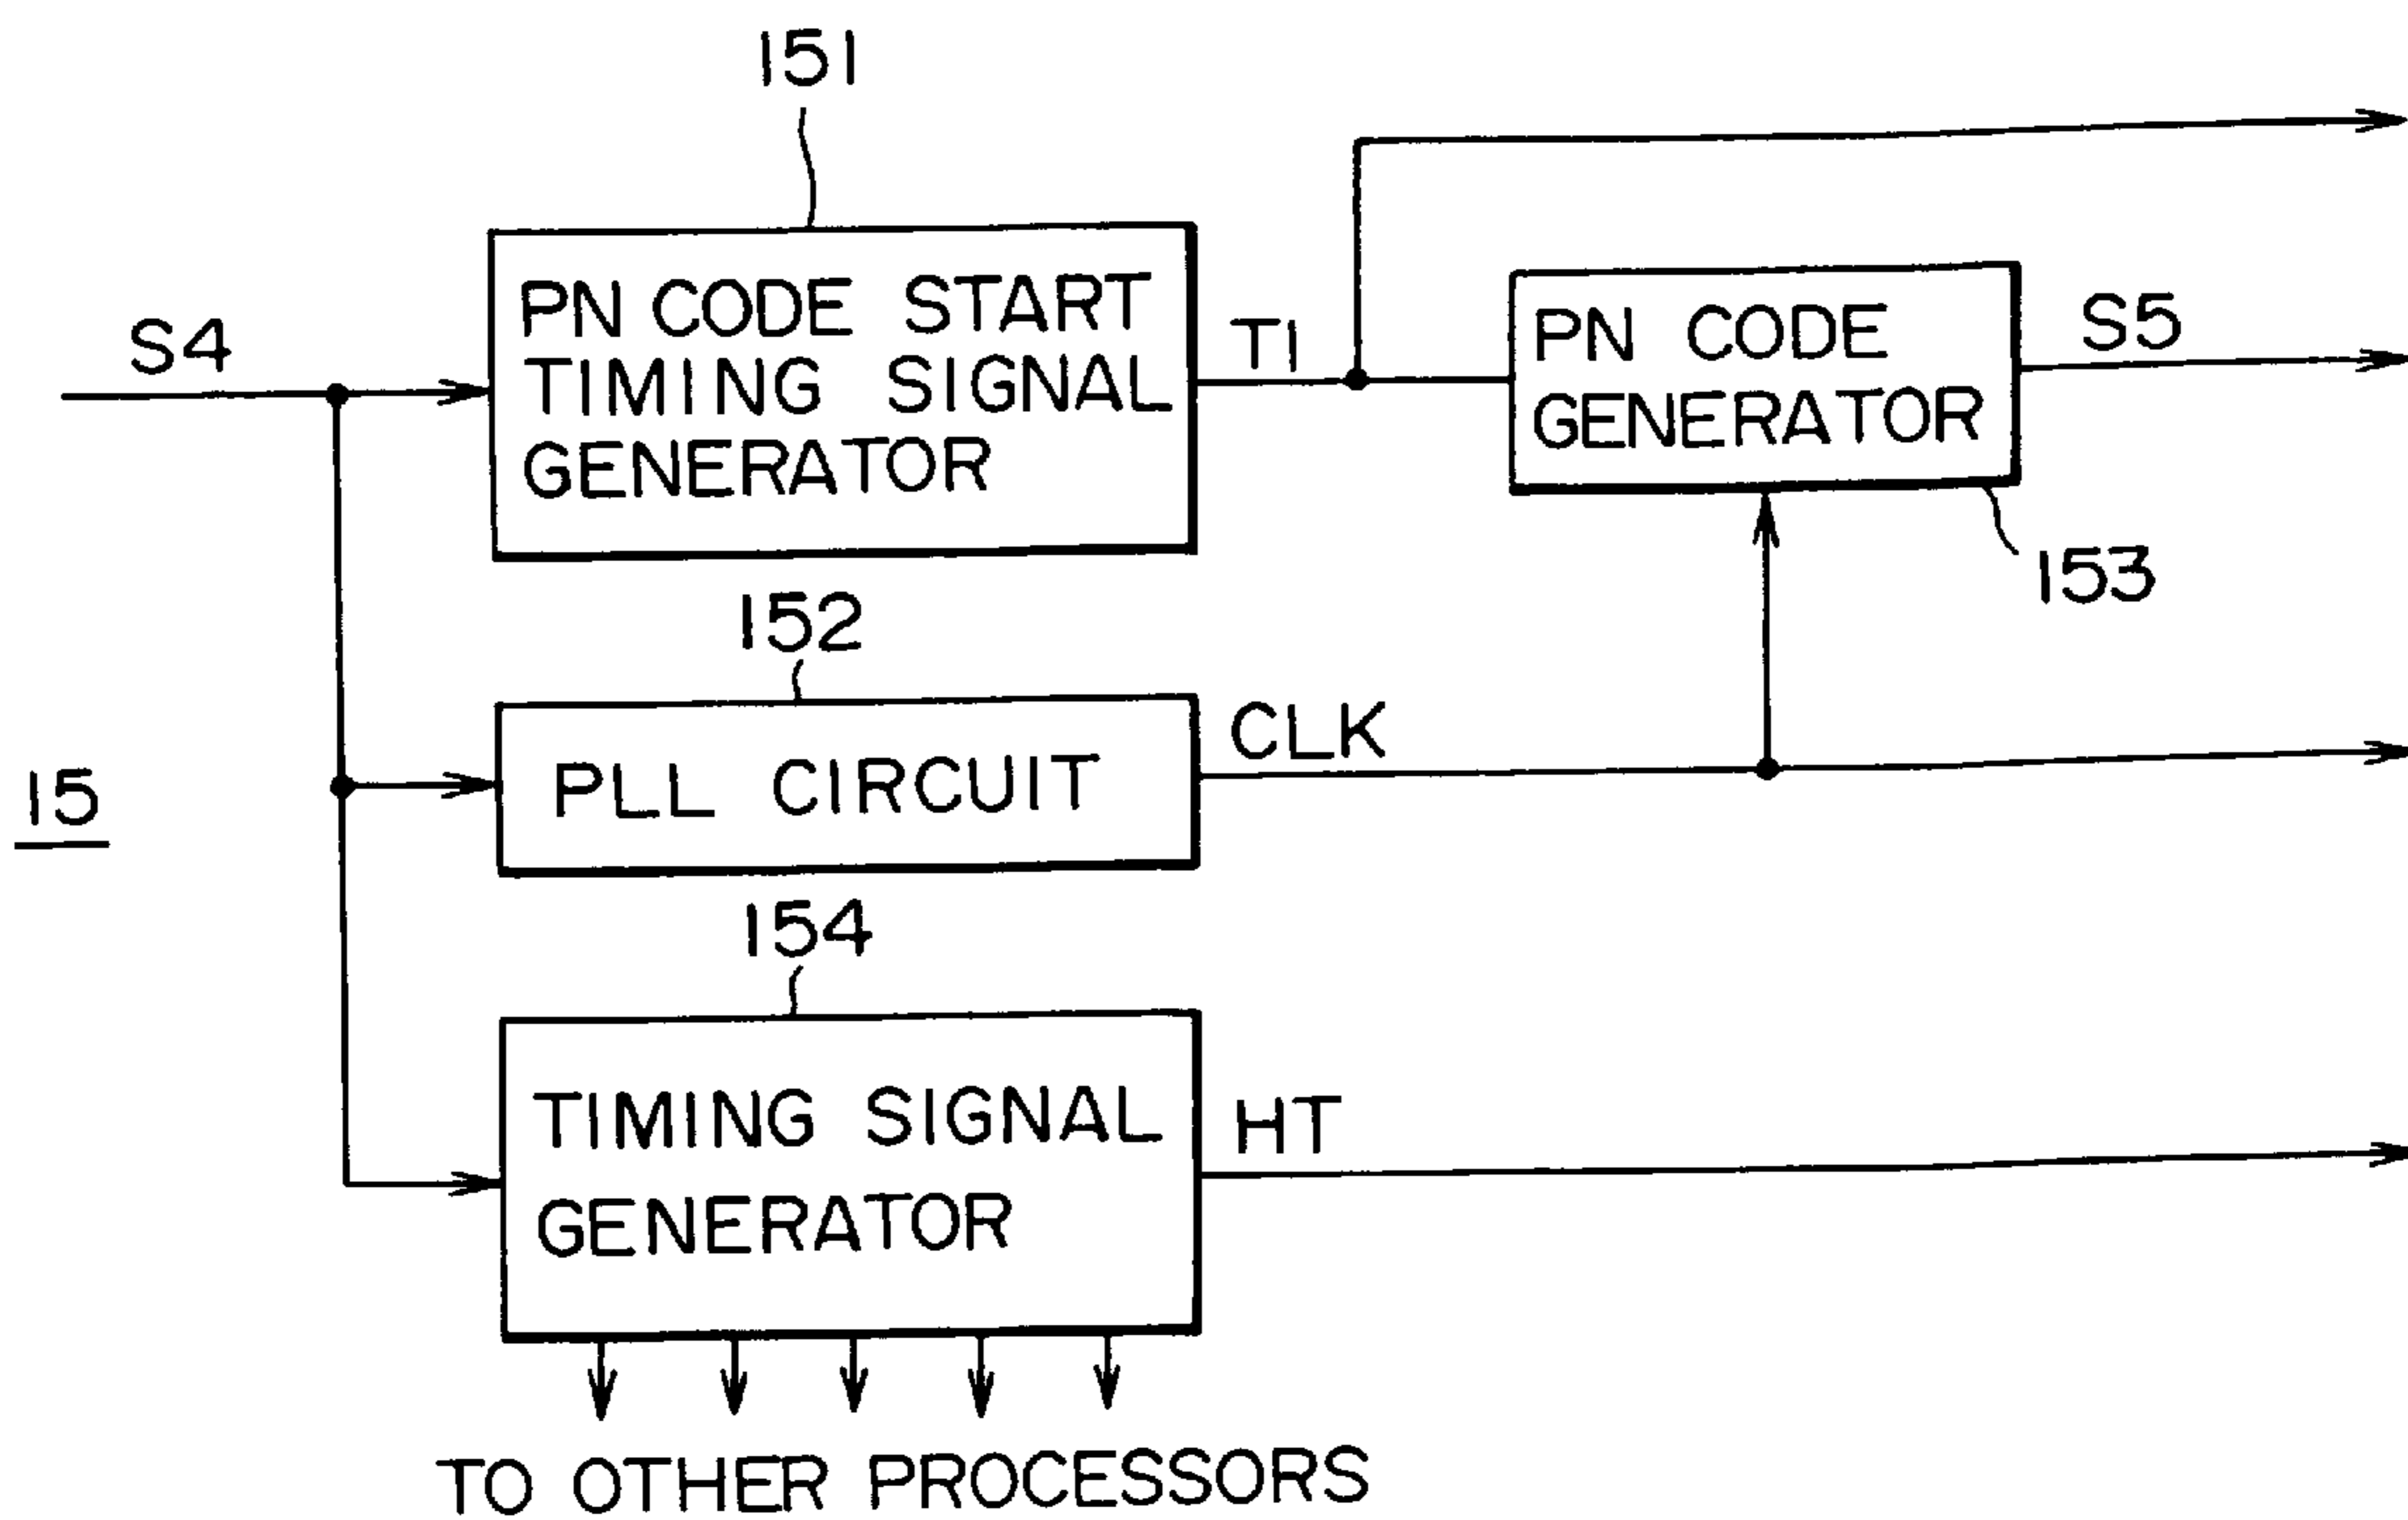 151
S4
PN CODE START
TIMING SIGNAL
GENERATOR
T1
PN CODE
GENERATOR
S5
153
152
PLL CIRCUIT
CLK
15
154
TIMING SIGNAL
GENERATOR
HT
TO OTHER PROCESSORS